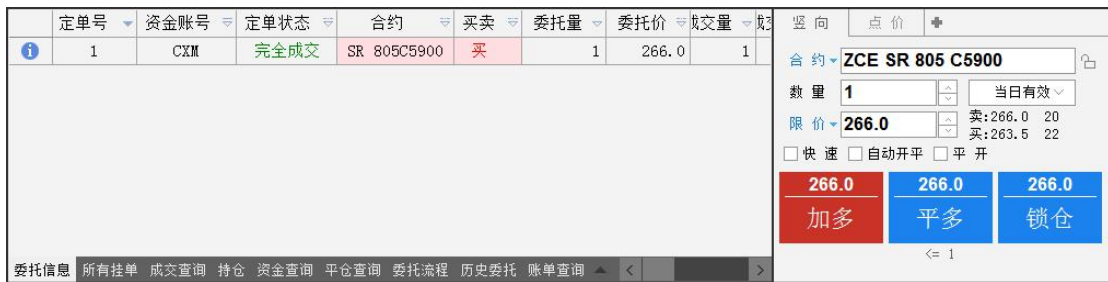 定单号 资金账号 定单状态 合约 买卖 委托量 委托价 成交量
1 CXM 完全成交 SR 805C5900 买 1 266.0 1
委托信息 所有挂单 成交查询 持仓 资金查询 平仓查询 委托流程 历史委托 账单查询
竖向 点价
合约 ZCE SR 805 C5900
数量 1 当日有效
限价 266.0 卖:266.0 20
买:263.5 22
快速 自动开平 平开
266.0 266.0 266.0
加多 平多 锁仓
<= 1